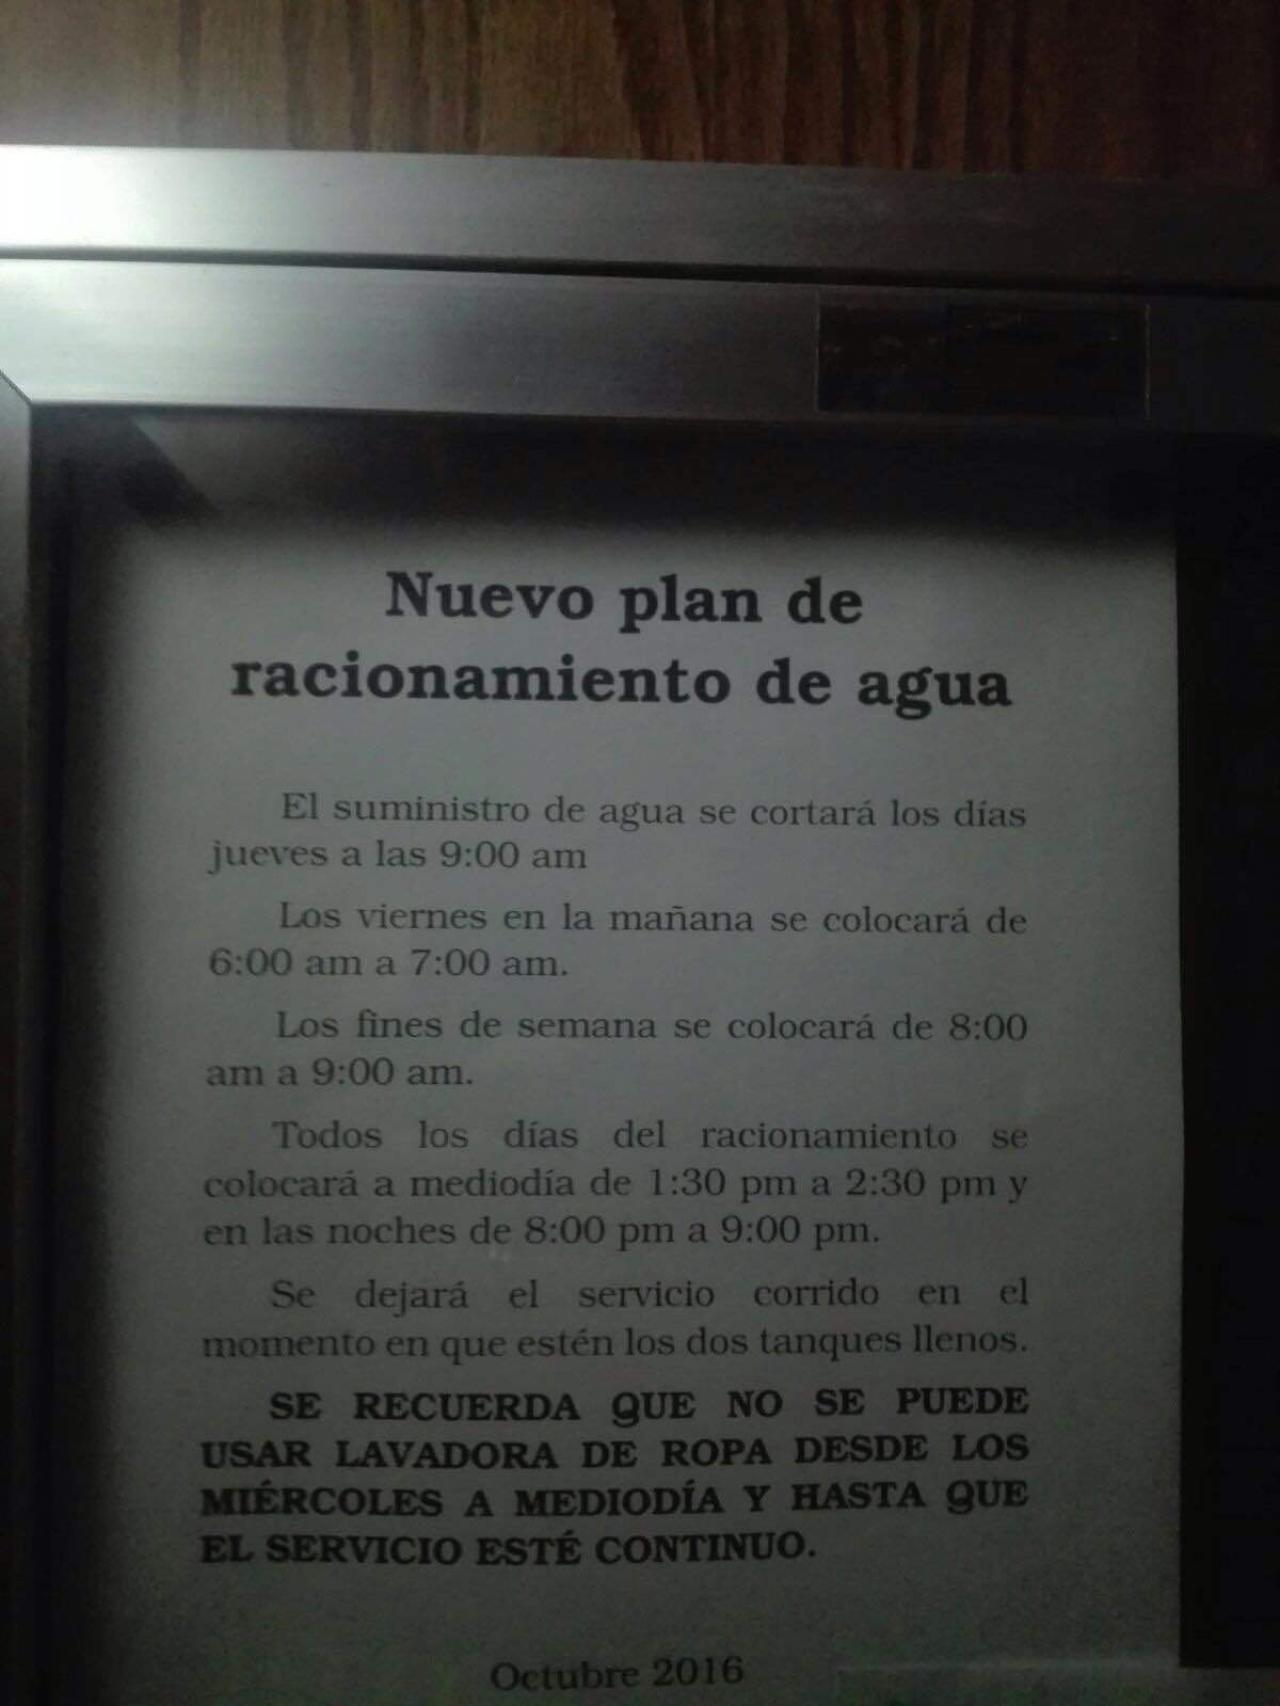 Nuevo plan de
racionamiento de agua
El suministro de agua se cortará los días
jueves a las 9:00 am
Los viernes en la mañana se colocará de
6:00 am a 7:00 am.
Los fines de semana se colocará de 8:00
am a 9:00 am.
Todos los días del racionamiento se
colocará a mediodía de 1:30 pm a 2:30 pm y
en las noches de 8:00 pm a 9:00 pm.
Se dejará el servicio corrido en el
momento en que estén los dos tanques llenos.
SE RECUERDA QUE NO SE PUEDE
USAR LAVADORA DE ROPA DESDE LOS
MIÉRCOLES A MEDIODÍA Y HASTA QUE
EL SERVICIO ESTÉ CONTINUO.
Octubre 2016